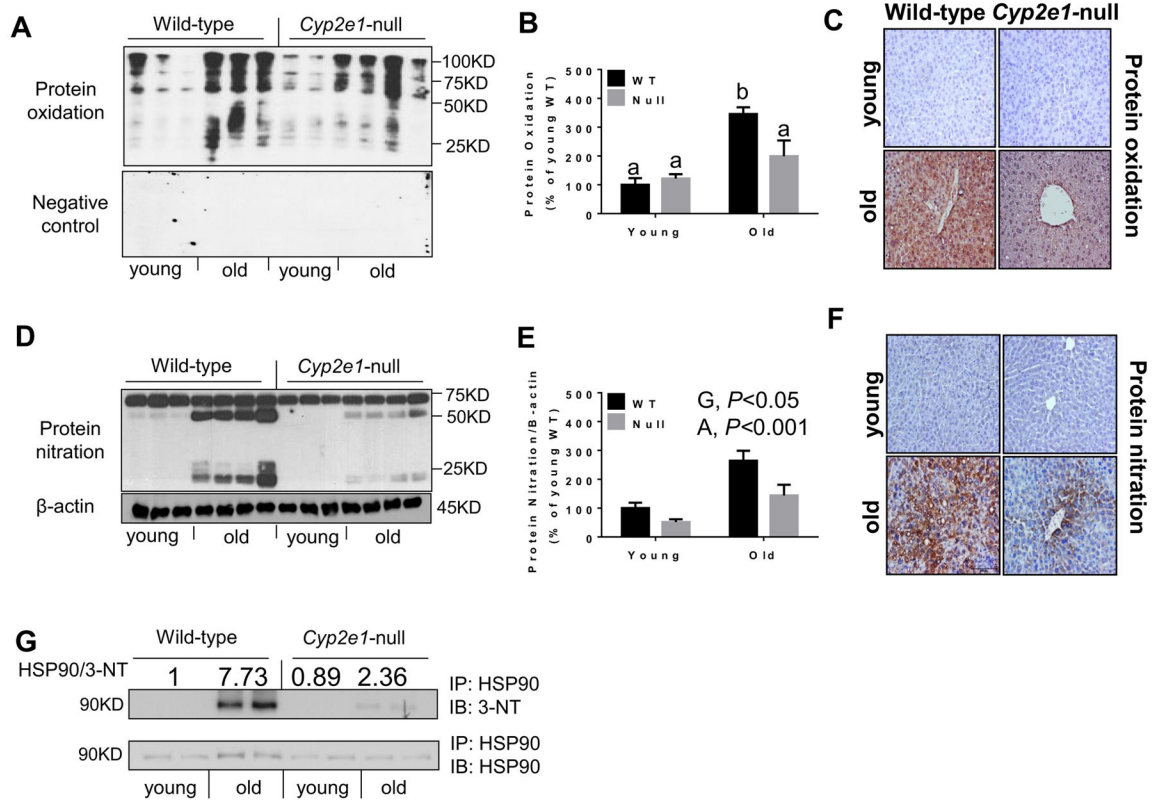 A
Wild-type
Cyp2e1-null
Protein
oxidation
100KD
75KD
50KD
25KD
Negative
control
young
old
young
old
B
Protein Oxidation
(% of young WT)
500
400
300
200
100
0
WT
Null
a
a
b
a
Young
Old
C
Wild-type Cyp2e1-null
young
old
Protein oxidation
D
Wild-type
Cyp2e1-null
Protein
nitration
75KD
50KD
25KD
β-actin
45KD
young
old
young
old
E
Protein Nitration/B-actin
(% of young WT)
500
400
300
200
100
0
WT
Null
G, P<0.05
A, P<0.001
Young
Old
F
young
old
Protein nitration
G
Wild-type
Cyp2e1-null
HSP90/3-NT
1
7.73
0.89
2.36
90KD
IP: HSP90
IB: 3-NT
90KD
IP: HSP90
IB: HSP90
young
old
young
old